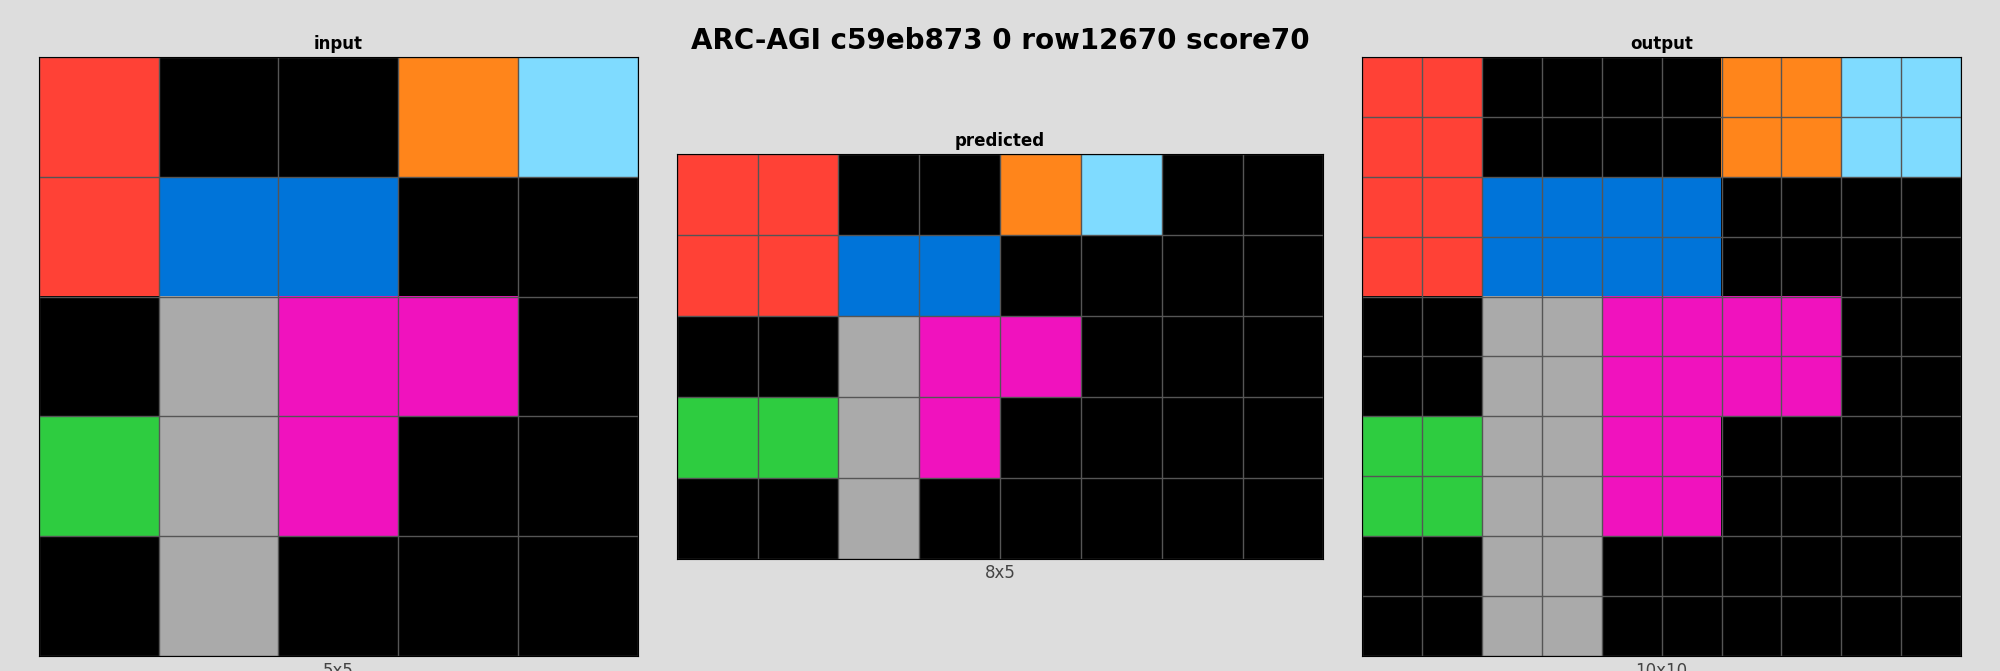 ARC-AGI c59eb873 0 row12670 score70
input
predicted
output
8x5
5x5
10x10